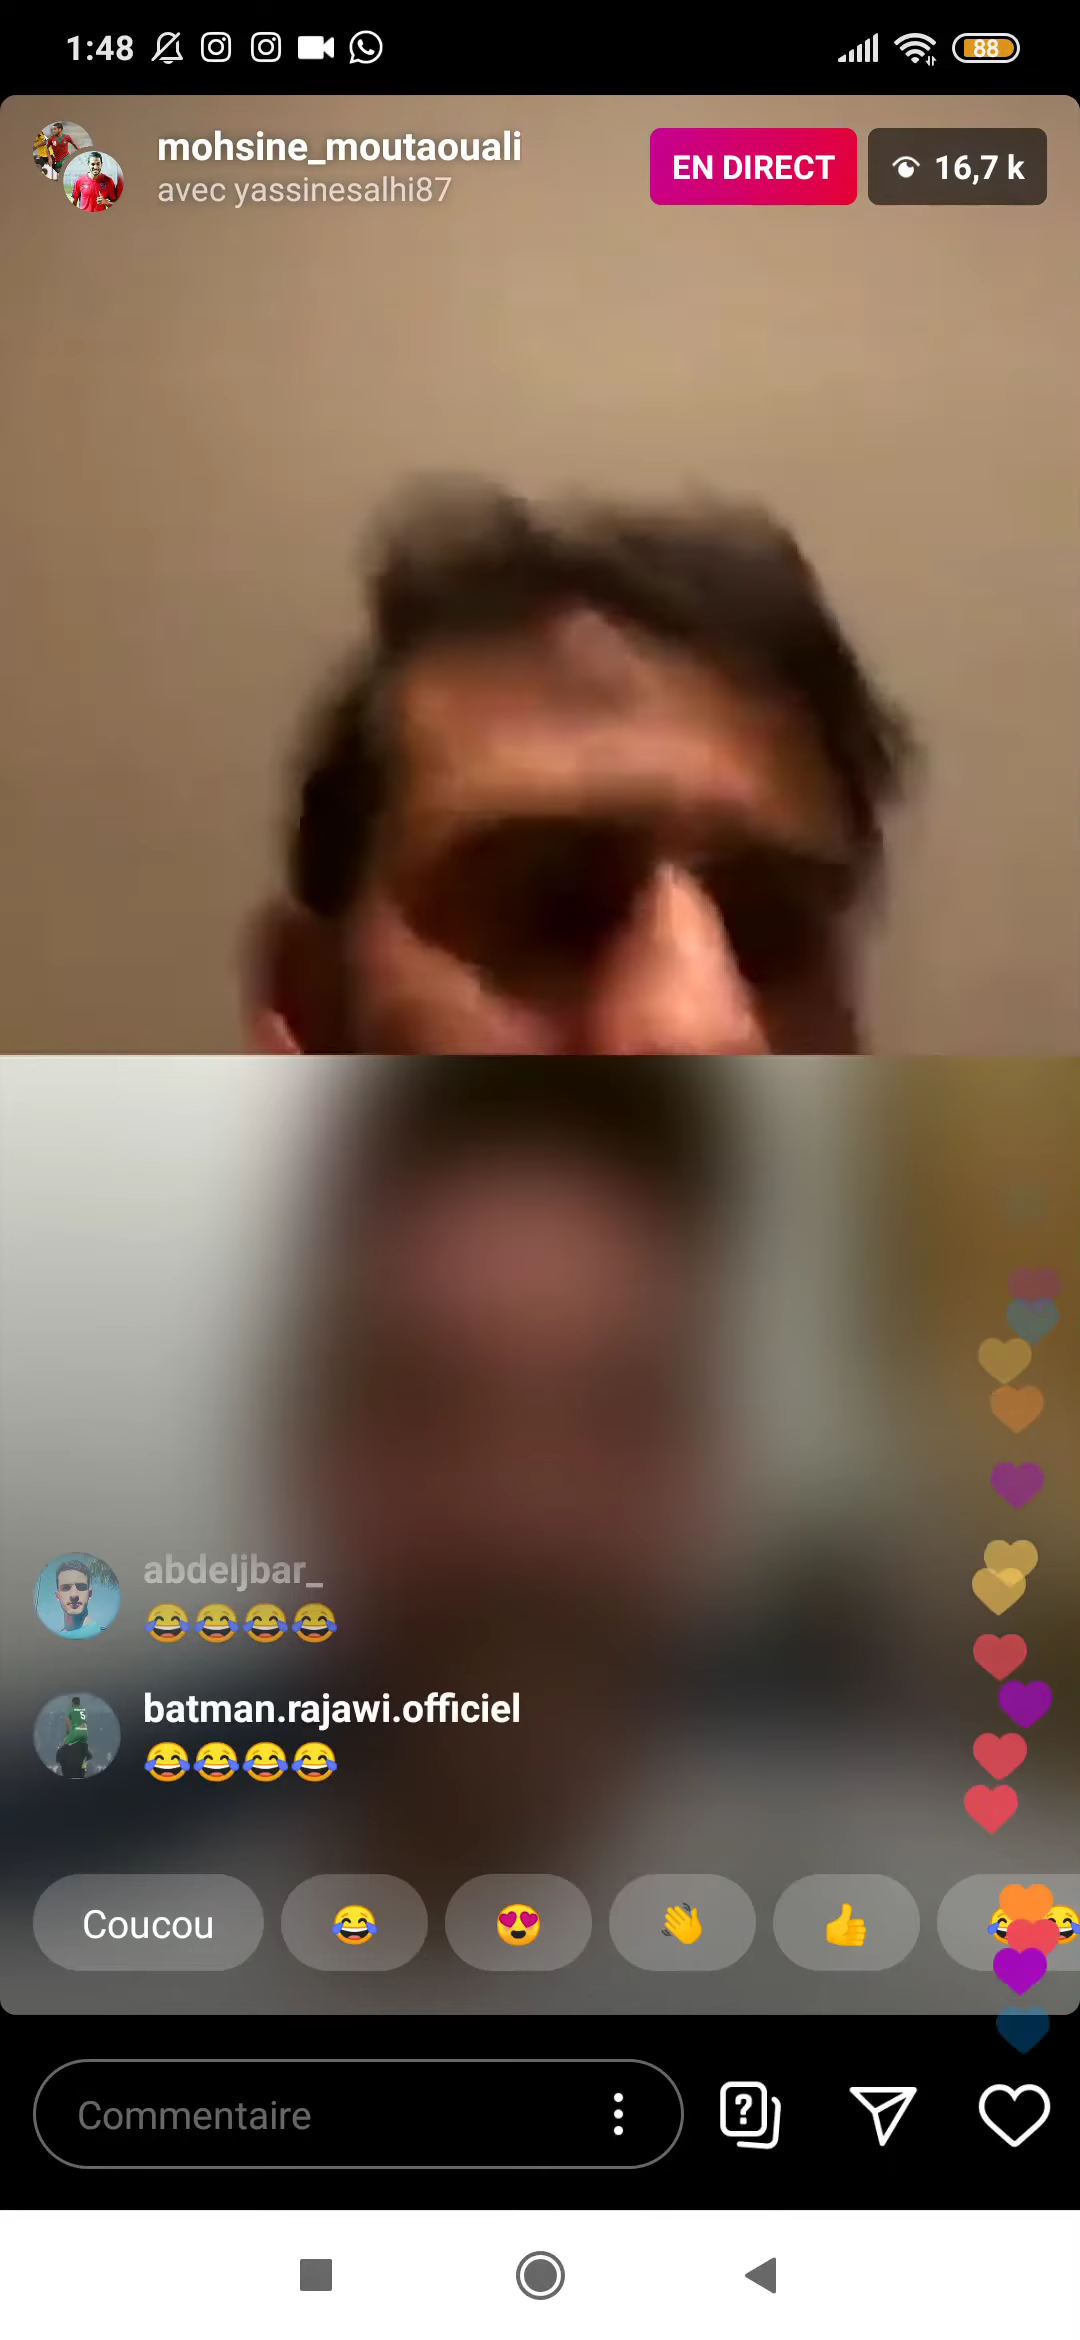 1:48
88
mohsine_moutaouali
avec yassinesalhi87
EN DIRECT
16,7 k
abdeljbar_
😂😂😂😂
batman.rajawi.officiel
😂😂😂😂
Coucou
Commentaire